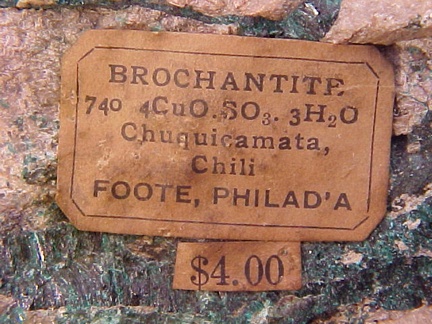 BROCHANTITE
740 4CuO.SO₃. 3H₂O
Chuquicamata,
Chili
FOOTE, PHILAD'A
$4.00